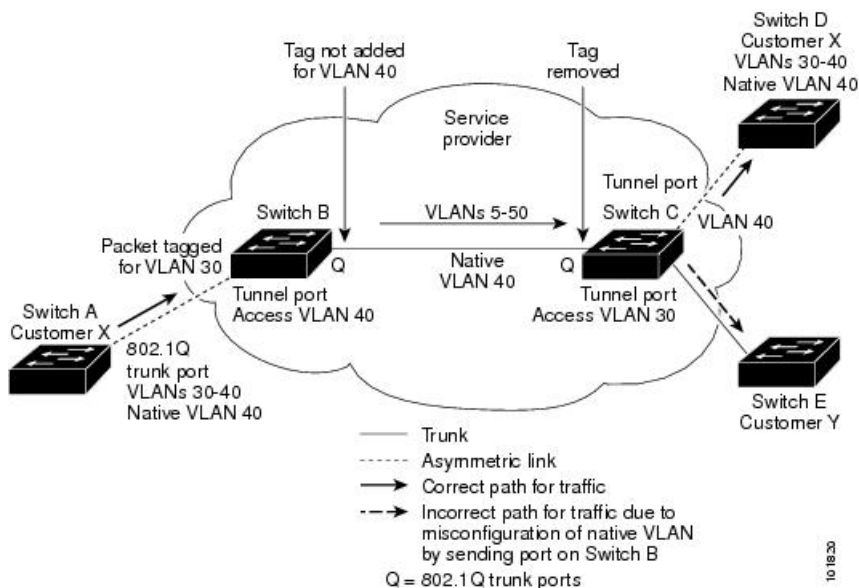 Tag not added
for VLAN 40
Tag
removed
Switch D
Customer X
VLANs 30-40
Native VLAN 40
Service
provider
Tunnel port
Switch B
VLANs 5-50
Switch C
VLAN 40
Packet tagged
for VLAN 30
Q
Native
VLAN 40
Q
Switch A
Customer X
Tunnel port
Access VLAN 40
Tunnel port
Access VLAN 30
802.1Q
trunk port
VLANs 30-40
Native VLAN 40
Switch E
Customer Y
Trunk
Asymmetric link
Correct path for traffic
Incorrect path for traffic due to
misconfiguration of native VLAN
by sending port on Switch B
Q = 802.1Q trunk ports
101820